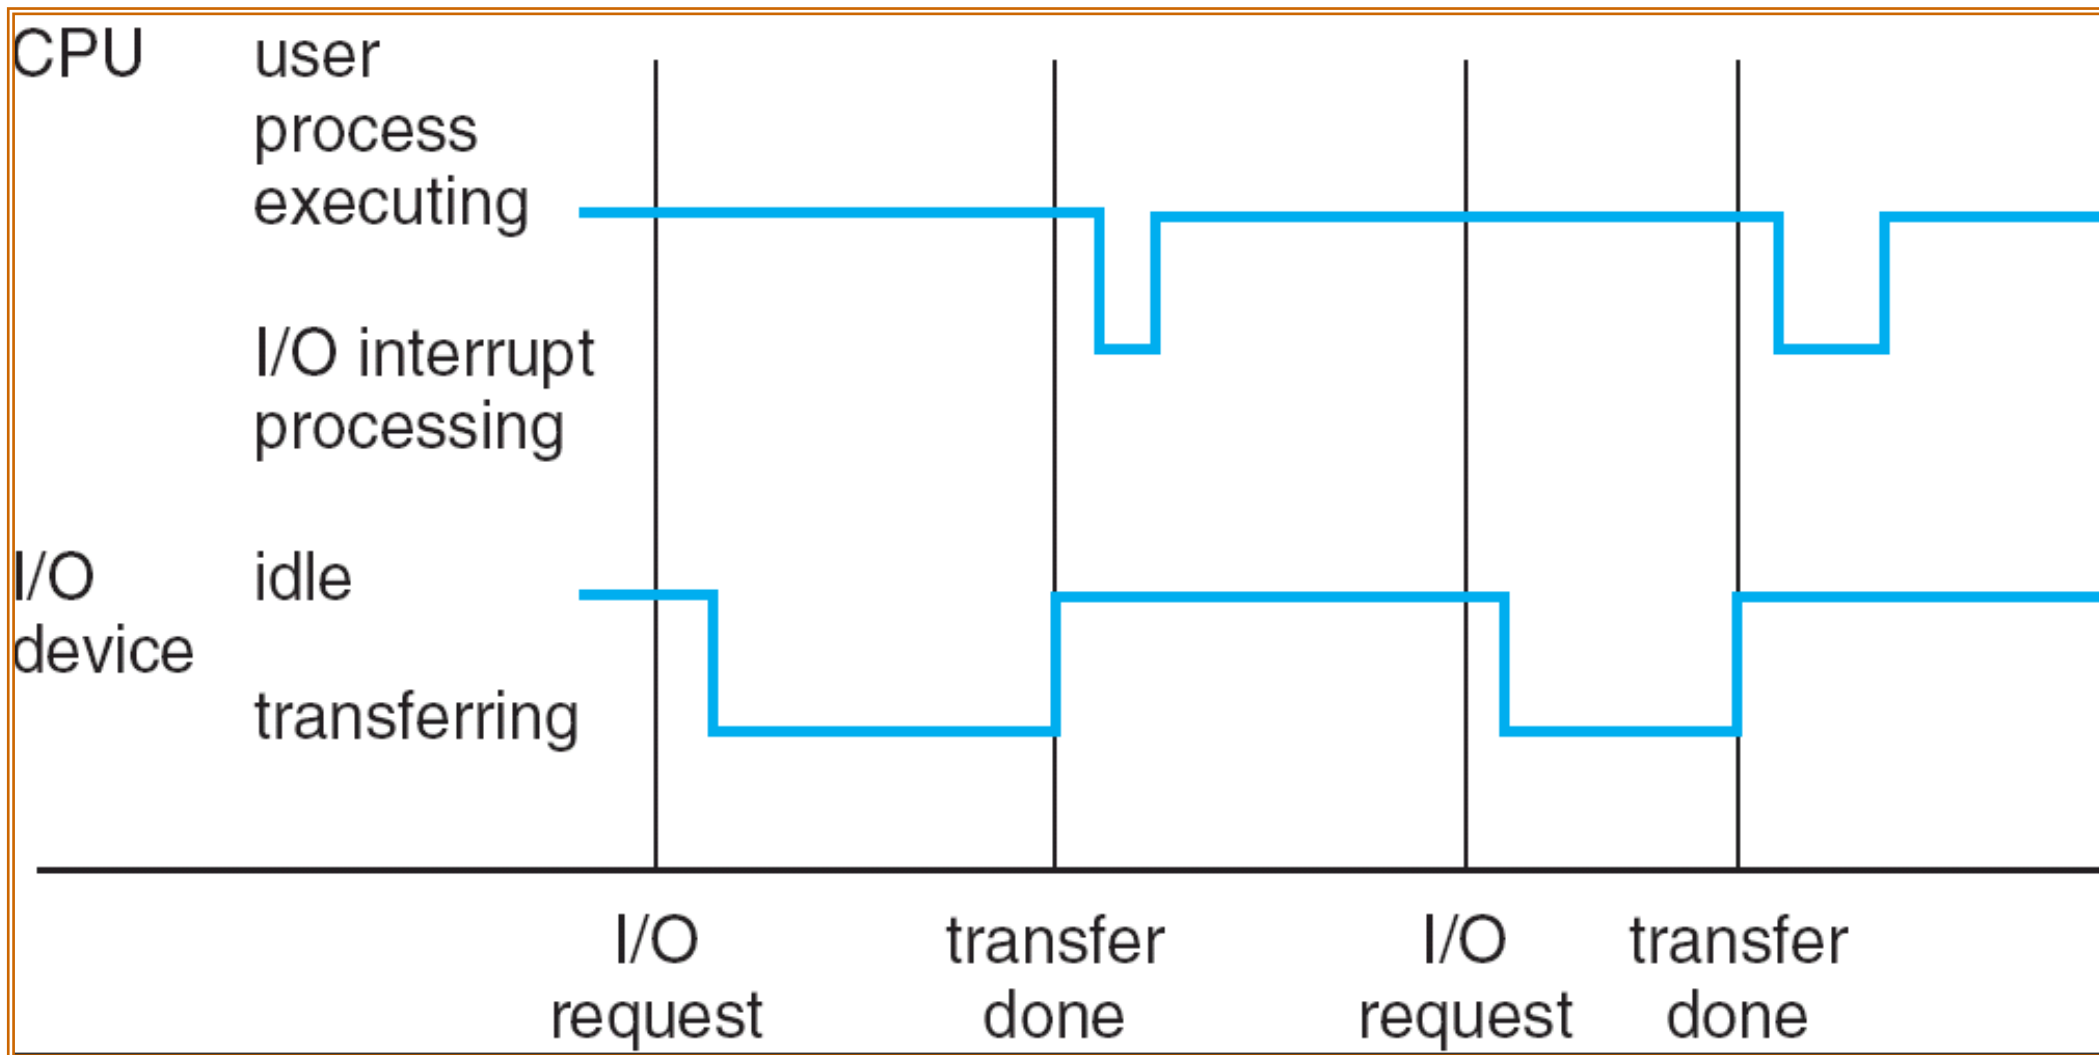 CPU user
process
executing
I/O interrupt
processing
I/O idle
device
transferring
I/O transfer I/O transfer
request done request done